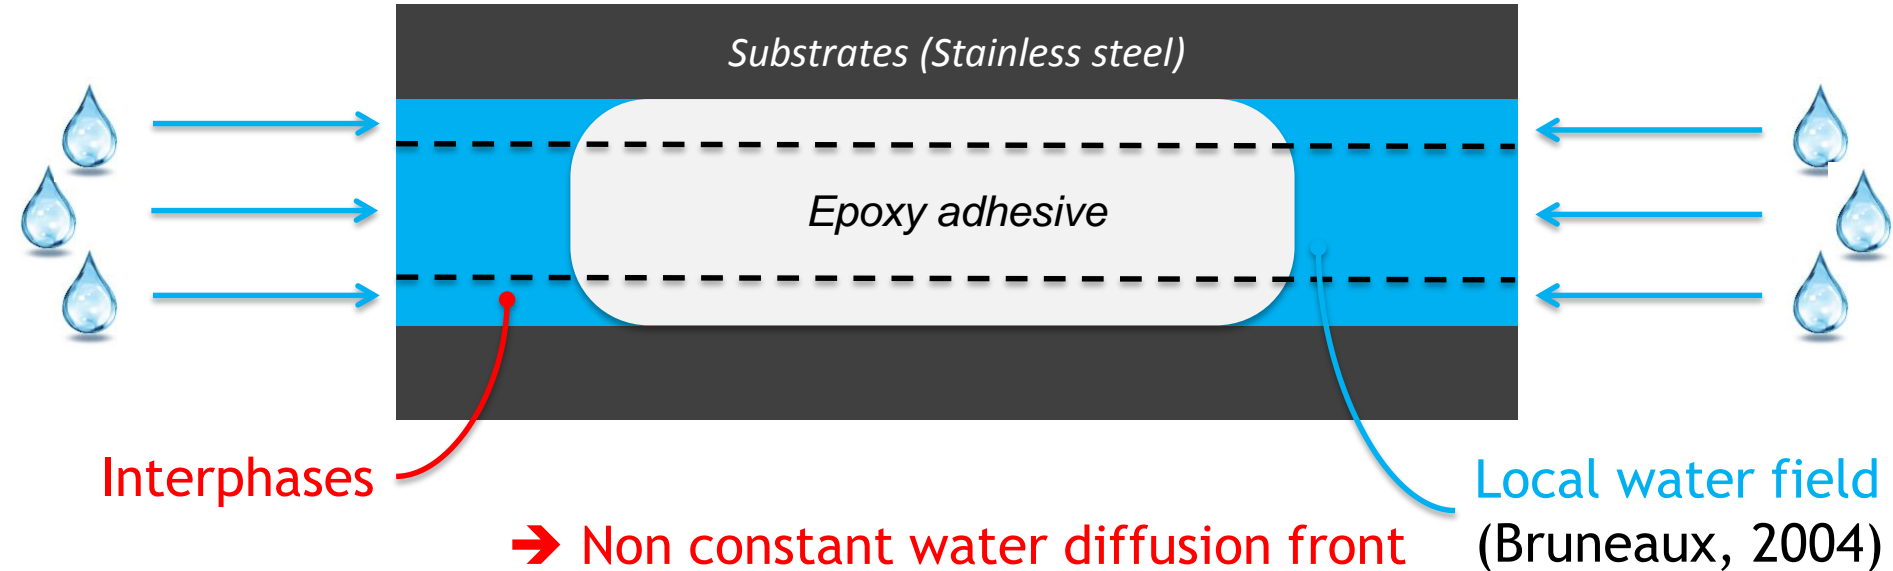 Substrates (Stainless steel)
Epoxy adhesive
Interphases
Local water field
➔ Non constant water diffusion front
(Bruneaux, 2004)